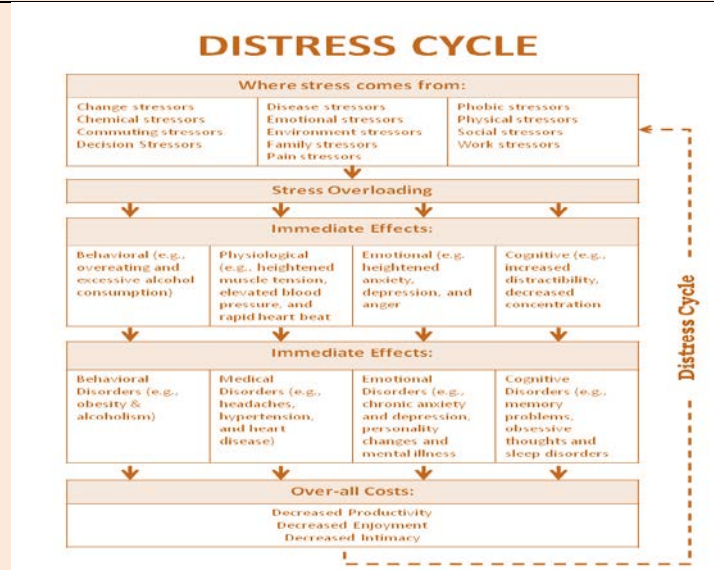 DISTRESS CYCLE
Where stress comes from:
Change stressors
Chemical stressors
Commuting stressors
Decision Stressors
Disease stressors
Emotional stressors
Environment stressors
Family stressors
Pain stressors
Phobic stressors
Physical stressors
Social stressors
Work stressors
Stress Overloading
Immediate Effects:
Behavioral (e.g.,
overeating and
excessive alcohol
consumption)
Physiological
(e.g., heightened
muscle tension,
elevated blood
pressure, and
rapid heart beat
Emotional (e.g.
heightened
anxiety,
depression, and
anger
Cognitive (e.g.,
increased
distractibility,
decreased
concentration
Immediate Effects:
Behavioral
Disorders (e.g.,
obesity &
alcoholism)
Medical
Disorders (e.g.,
headaches,
hypertension,
and heart
disease)
Emotional
Disorders (e.g.,
chronic anxiety
and depression,
personality
changes and
mental illness
Cognitive
Disorders (e.g.,
memory
problems,
obsessive
thoughts and
sleep disorders
Over-all Costs:
Decreased Productivity
Decreased Enjoyment
Decreased Intimacy
Distress Cycle